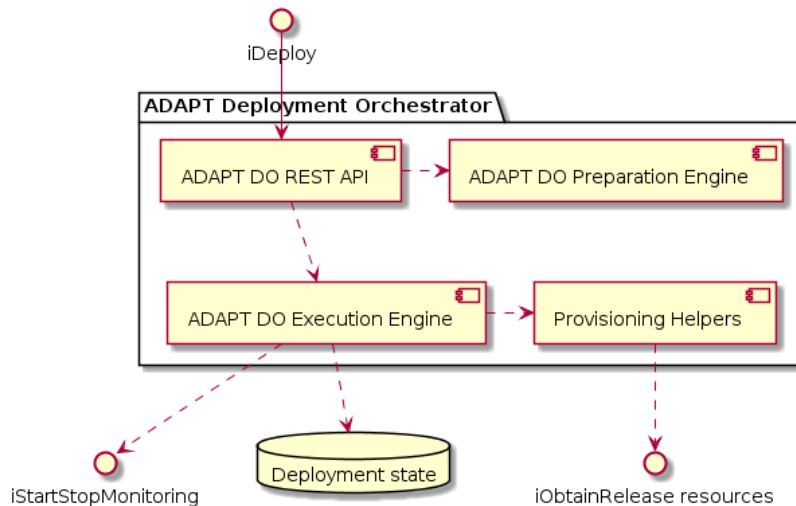 iDeploy
ADAPT Deployment Orchestrator
ADAPT DO REST API
ADAPT DO Preparation Engine
ADAPT DO Execution Engine
Provisioning Helpers
Deployment state
iStartStopMonitoring
iObtainRelease resources